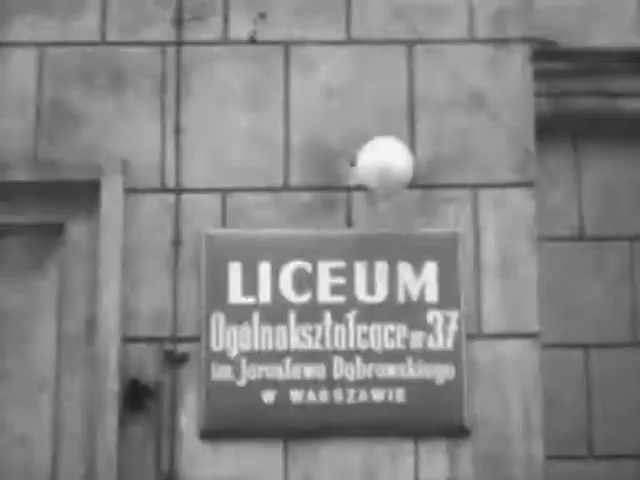 LICEUM
Ogólnokształcące nr 37
im. Jarosława Dąbrowskiego
W WARSZAWIE